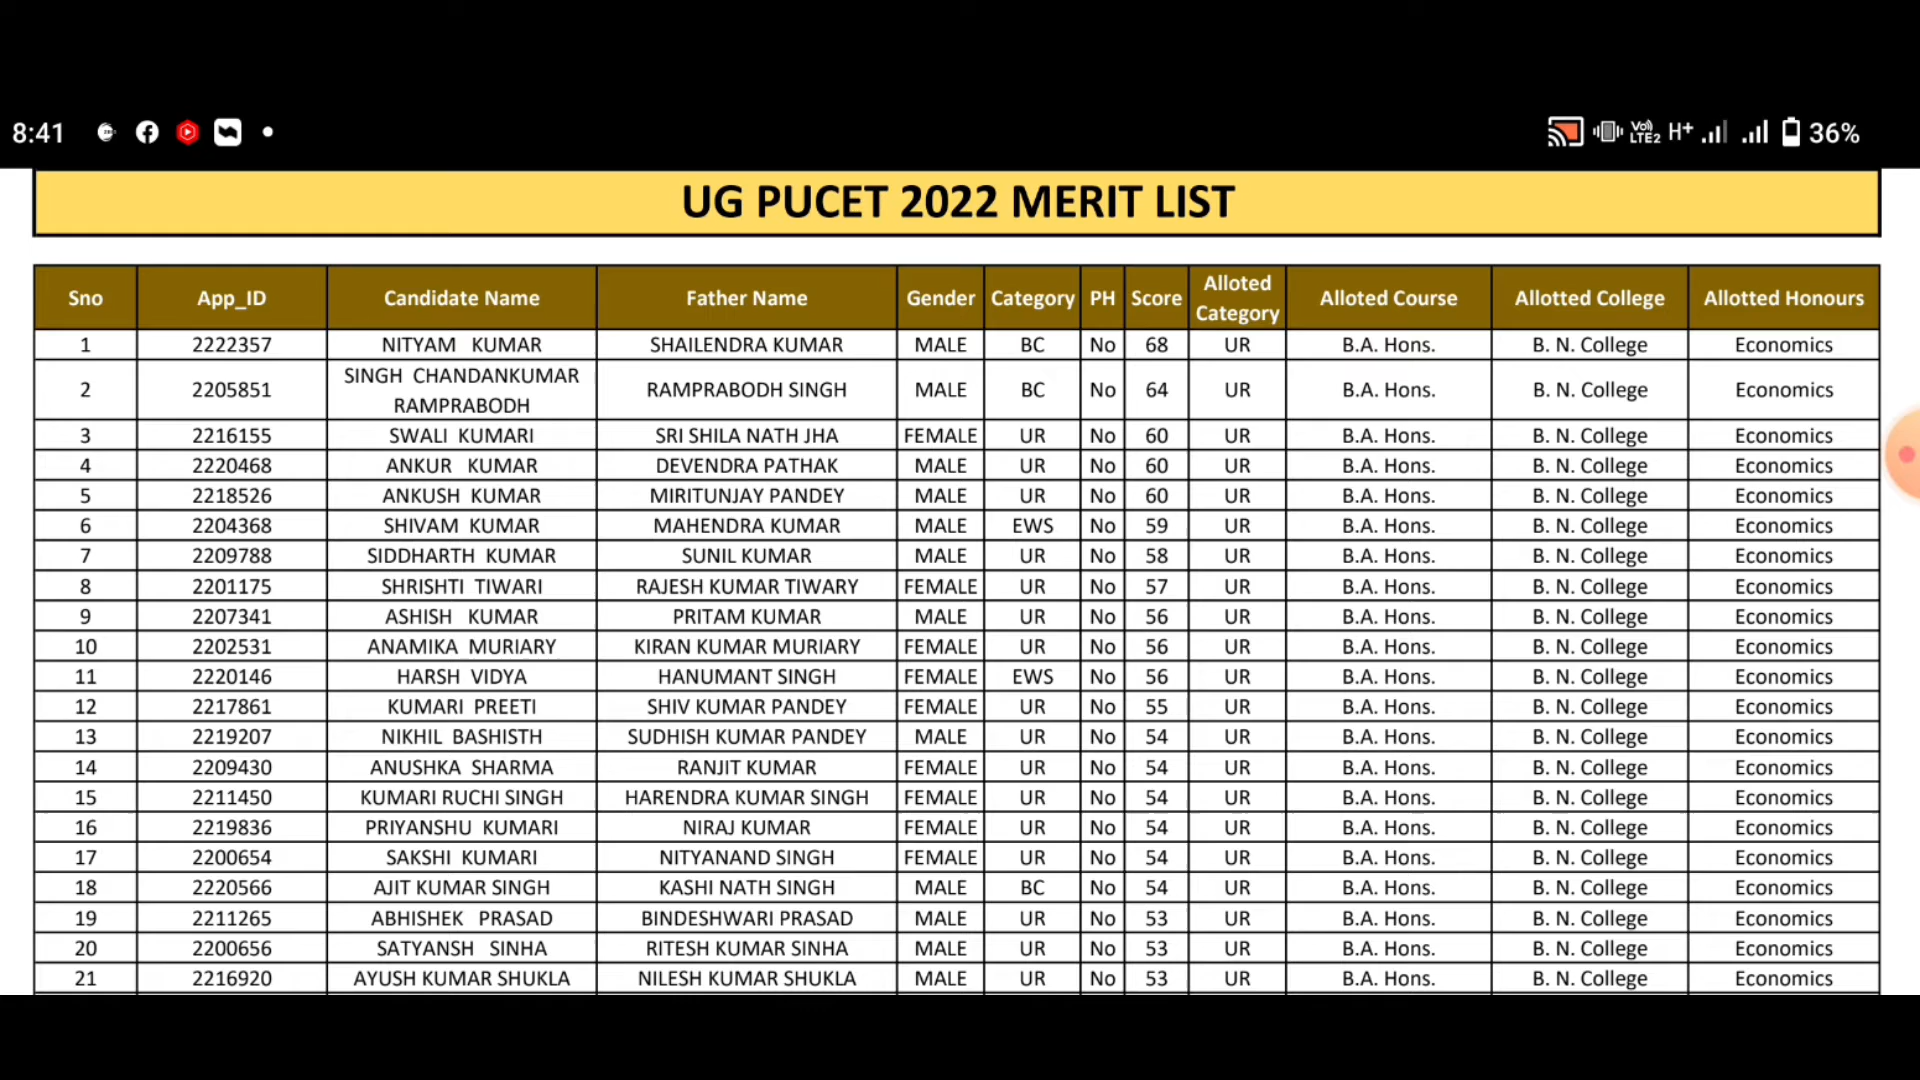 8:41 Vo) LTE2 H+ 36%
UG PUCET 2022 MERIT LIST
Sno App_ID Candidate Name Father Name Gender Category PH Score Alloted Category Alloted Course Allotted College Allotted Honours
1 2222357 NITYAM KUMAR SHAILENDRA KUMAR MALE BC No 68 UR B.A. Hons. B. N. College Economics
2 2205851 SINGH CHANDANKUMAR RAMPRABODH RAMPRABODH SINGH MALE BC No 64 UR B.A. Hons. B. N. College Economics
3 2216155 SWALI KUMARI SRI SHILA NATH JHA FEMALE UR No 60 UR B.A. Hons. B. N. College Economics
4 2220468 ANKUR KUMAR DEVENDRA PATHAK MALE UR No 60 UR B.A. Hons. B. N. College Economics
5 2218526 ANKUSH KUMAR MIRITUNJAY PANDEY MALE UR No 60 UR B.A. Hons. B. N. College Economics
6 2204368 SHIVAM KUMAR MAHENDRA KUMAR MALE EWS No 59 UR B.A. Hons. B. N. College Economics
7 2209788 SIDDHARTH KUMAR SUNIL KUMAR MALE UR No 58 UR B.A. Hons. B. N. College Economics
8 2201175 SHRISHTI TIWARI RAJESH KUMAR TIWARY FEMALE UR No 57 UR B.A. Hons. B. N. College Economics
9 2207341 ASHISH KUMAR PRITAM KUMAR MALE UR No 56 UR B.A. Hons. B. N. College Economics
10 2202531 ANAMIKA MURIARY KIRAN KUMAR MURIARY FEMALE UR No 56 UR B.A. Hons. B. N. College Economics
11 2220146 HARSH VIDYA HANUMANT SINGH FEMALE EWS No 56 UR B.A. Hons. B. N. College Economics
12 2217861 KUMARI PREETI SHIV KUMAR PANDEY FEMALE UR No 55 UR B.A. Hons. B. N. College Economics
13 2219207 NIKHIL BASHISTH SUDHISH KUMAR PANDEY MALE UR No 54 UR B.A. Hons. B. N. College Economics
14 2209430 ANUSHKA SHARMA RANJIT KUMAR FEMALE UR No 54 UR B.A. Hons. B. N. College Economics
15 2211450 KUMARI RUCHI SINGH HARENDRA KUMAR SINGH FEMALE UR No 54 UR B.A. Hons. B. N. College Economics
16 2219836 PRIYANSHU KUMARI NIRAJ KUMAR FEMALE UR No 54 UR B.A. Hons. B. N. College Economics
17 2200654 SAKSHI KUMARI NITYANAND SINGH FEMALE UR No 54 UR B.A. Hons. B. N. College Economics
18 2220566 AJIT KUMAR SINGH KASHI NATH SINGH MALE BC No 54 UR B.A. Hons. B. N. College Economics
19 2211265 ABHISHEK PRASAD BINDESHWARI PRASAD MALE UR No 53 UR B.A. Hons. B. N. College Economics
20 2200656 SATYANSH SINHA RITESH KUMAR SINHA MALE UR No 53 UR B.A. Hons. B. N. College Economics
21 2216920 AYUSH KUMAR SHUKLA NILESH KUMAR SHUKLA MALE UR No 53 UR B.A. Hons. B. N. College Economics